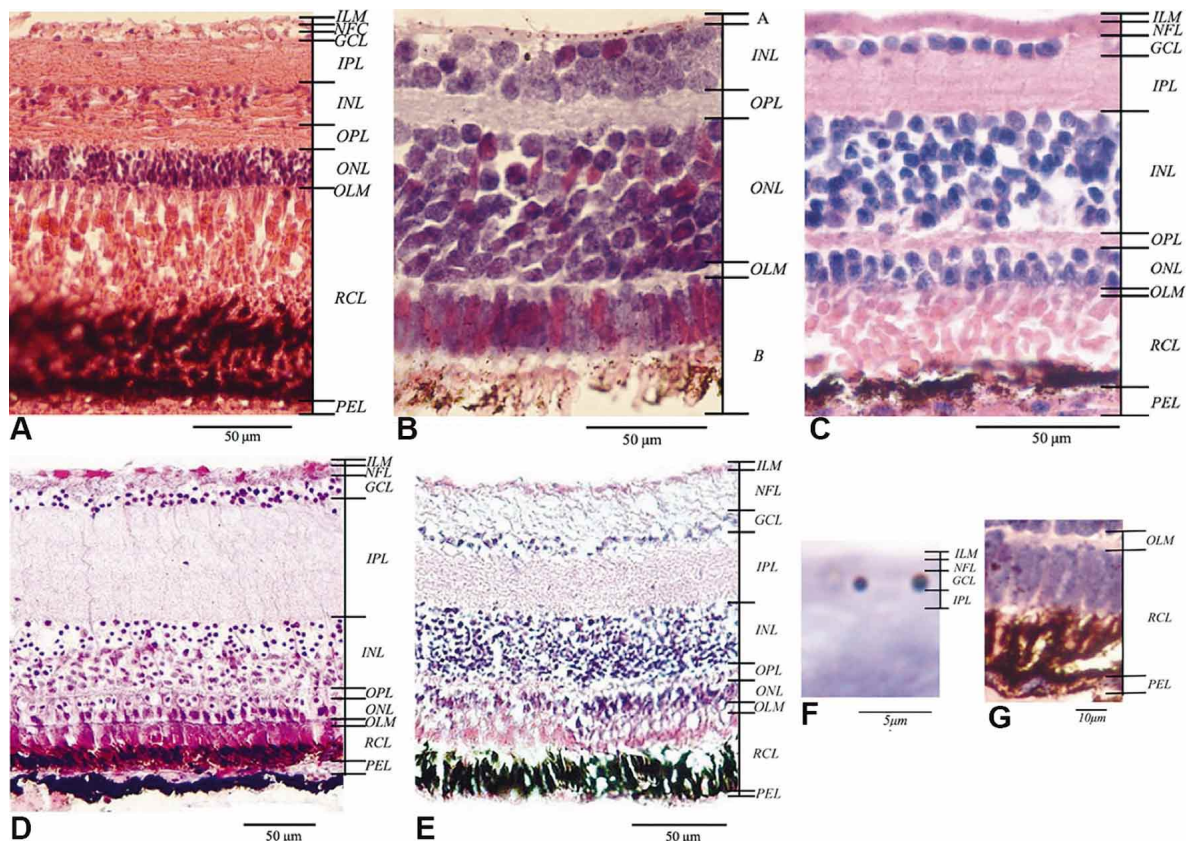 ILM
NFC
GCL
IPL
INL
OPL
ONL
OLM
RCL
PEL
A
50 µm
A
INL
OPL
ONL
OLM
B
B
50 µm
ILM
NFL
GCL
IPL
INL
OPL
ONL
OLM
RCL
PEL
C
50 µm
ILM
NFL
GCL
IPL
INL
OPL
ONL
OLM
RCL
PEL
D
50 µm
ILM
NFL
GCL
IPL
INL
OPL
ONL
OLM
RCL
PEL
E
50 µm
ILM
NFL
GCL
IPL
F
5µm
OLM
RCL
PEL
G
10µm